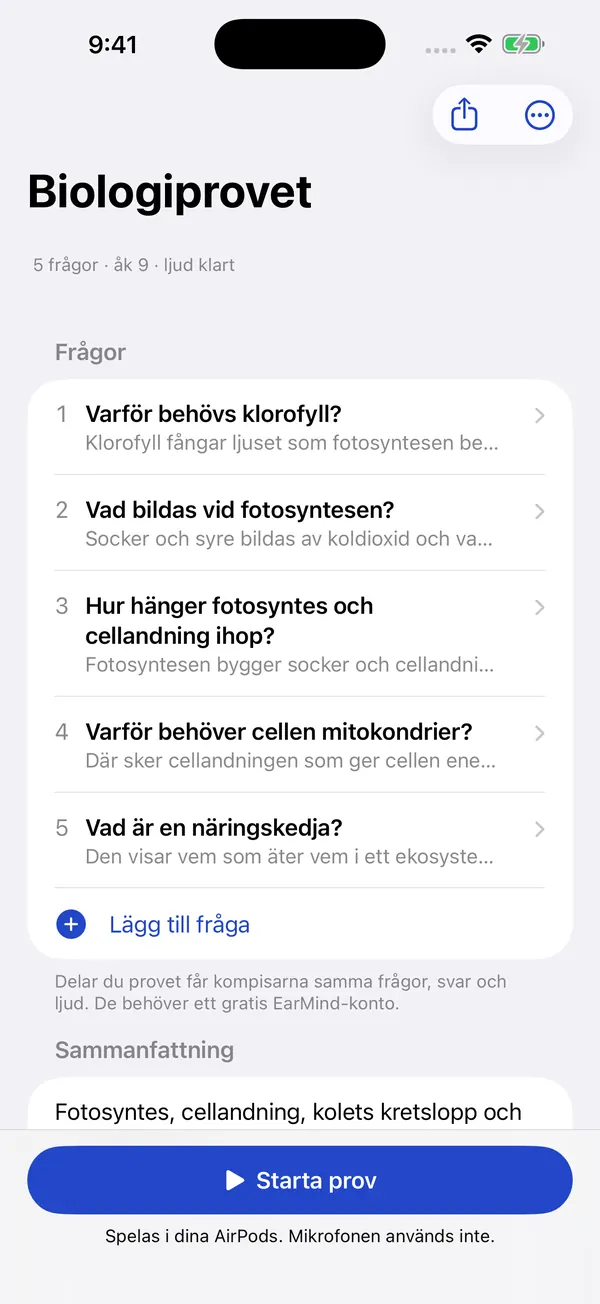 9:41
Biologiprovet
5 frågor · åk 9 · ljud klart
Frågor
1 Varför behövs klorofyll?
Klorofyll fångar ljuset som fotosyntesen be...
2 Vad bildas vid fotosyntesen?
Socker och syre bildas av koldioxid och va...
3 Hur hänger fotosyntes och
cellandning ihop?
Fotosyntesen bygger socker och cellandni...
4 Varför behöver cellen mitokondrier?
Där sker cellandningen som ger cellen ene...
5 Vad är en näringskedja?
Den visar vem som äter vem i ett ekosyste...
Lägg till fråga
Delar du provet får kompisarna samma frågor, svar och
ljud. De behöver ett gratis EarMind-konto.
Sammanfattning
Fotosyntes, cellandning, kolets kretslopp och
Starta prov
Spelas i dina AirPods. Mikrofonen används inte.